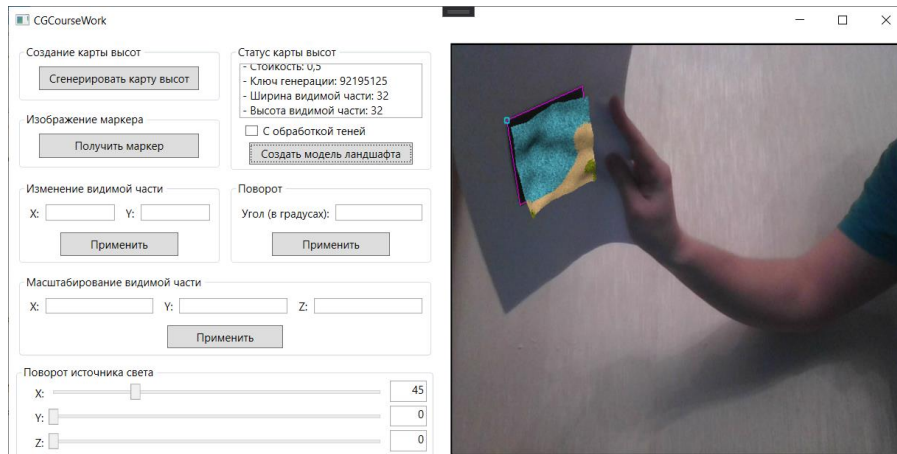 CGCourseWork
Создание карты высот
Сгенерировать карту высот
Статус карты высот
- Стойкость: 0,5
- Ключ генерации: 92195125
- Ширина видимой части: 32
- Высота видимой части: 32
С обработкой теней
Создать модель ландшафта
Изображение маркера
Получить маркер
Изменение видимой части
X: Y:
Применить
Поворот
Угол (в градусах):
Применить
Масштабирование видимой части
X: Y: Z:
Применить
Поворот источника света
X: 45
Y: 0
Z: 0